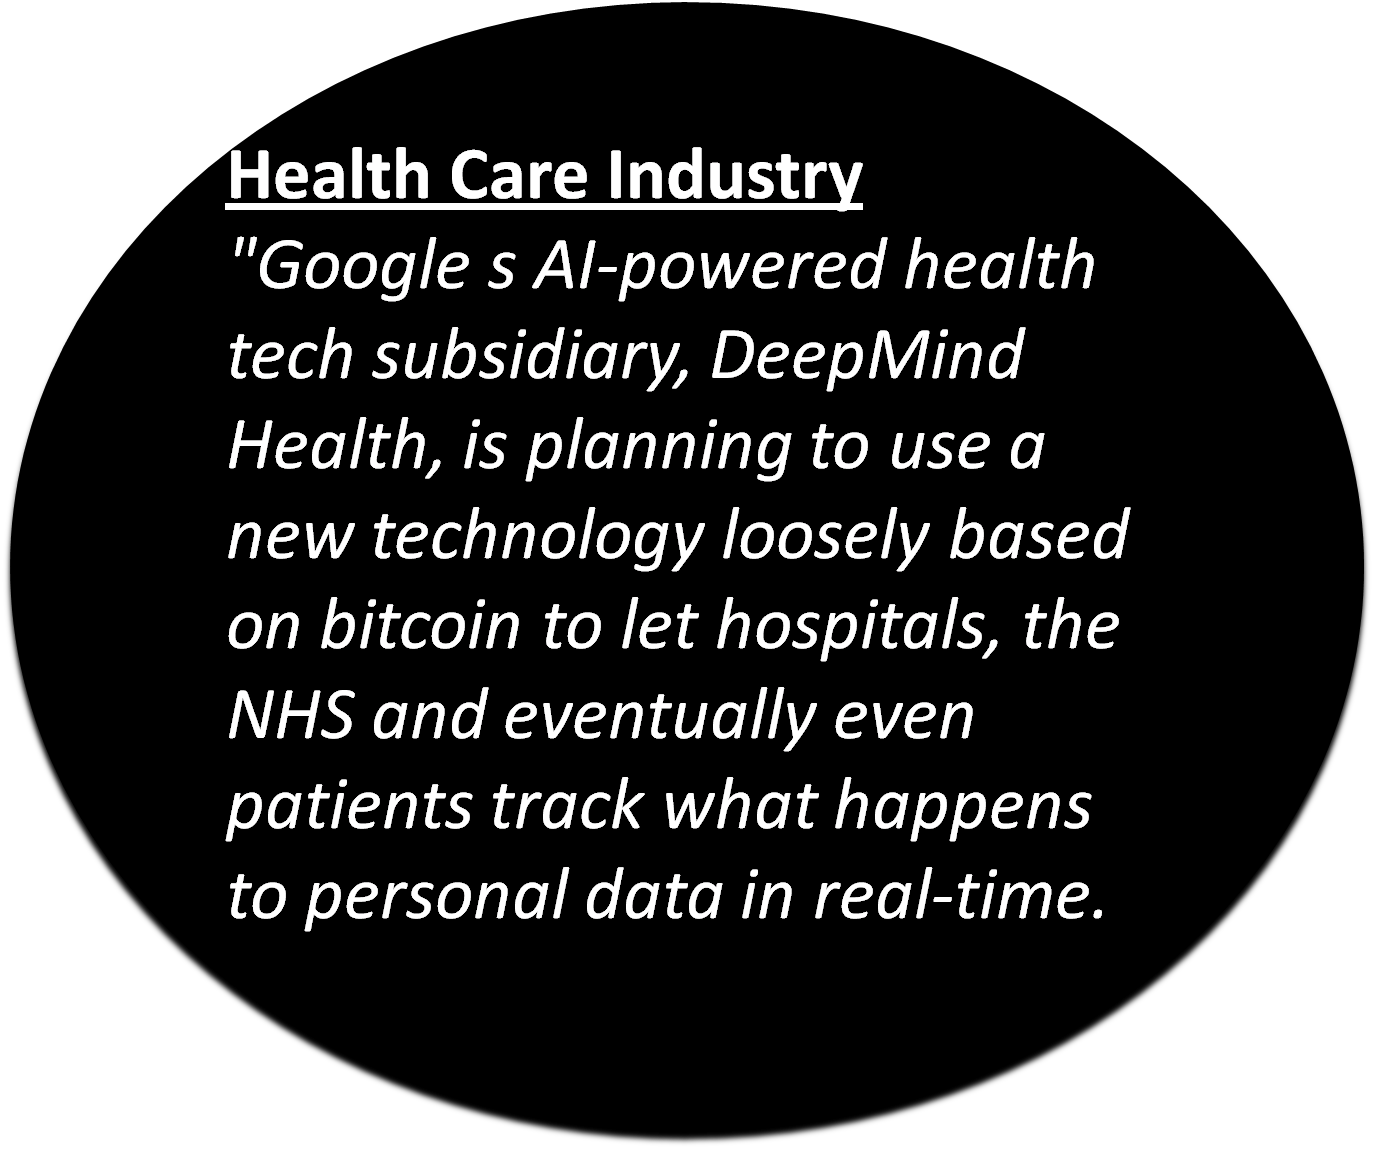 Health Care Industry
"Google s AI-powered health
tech subsidiary, DeepMind
Health, is planning to use a
new technology loosely based
on bitcoin to let hospitals, the
NHS and eventually even
patients track what happens
to personal data in real-time.